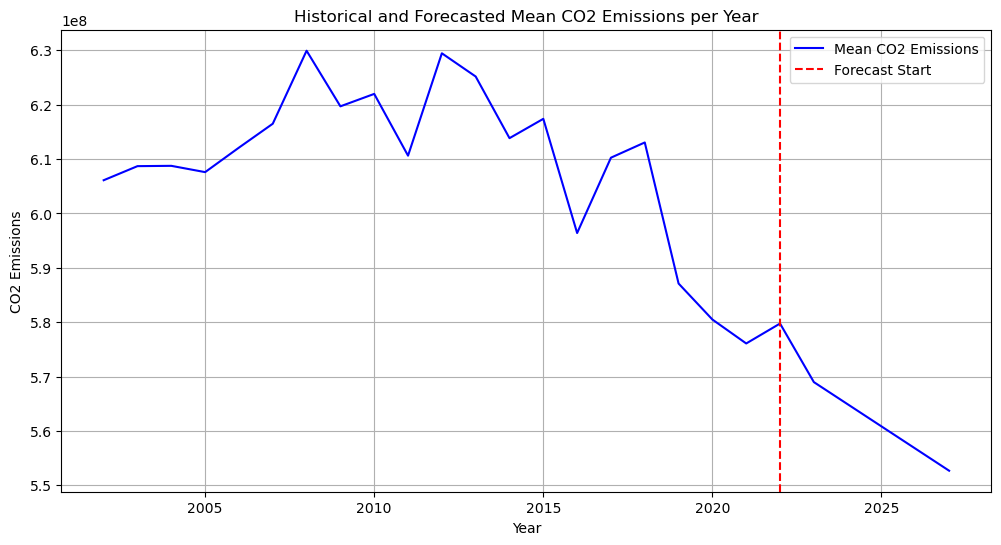 Historical and Forecasted Mean CO2 Emissions per Year
1e8
Mean CO2 Emissions
Forecast Start
6.3
6.2
6.1
6.0
5.9
5.8
5.7
5.6
5.5
CO2 Emissions
2005 2010 2015 2020 2025
Year